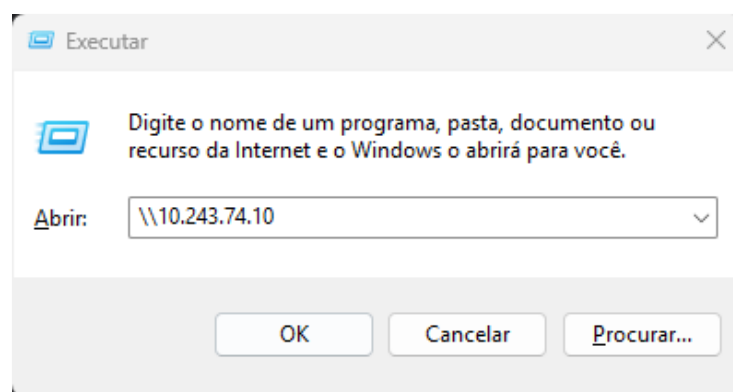 Executar
Digite o nome de um programa, pasta, documento ou
recurso da Internet e o Windows o abrirá para você.
Abrir: \\10.243.74.10
OK Cancelar Procurar...